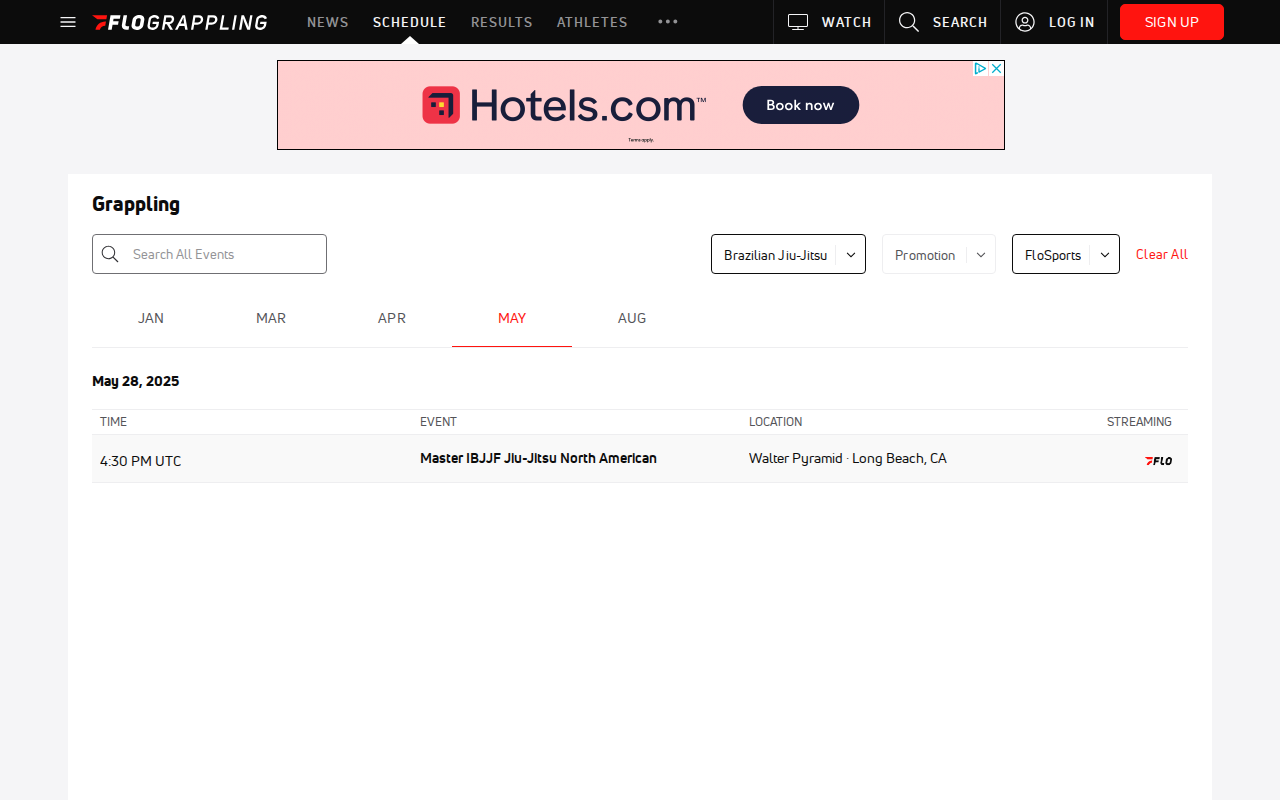 FLOGRAPPLING NEWS SCHEDULE RESULTS ATHLETES WATCH SEARCH LOG IN SIGN UP
Hotels.com™ Book now
Terms apply.
Grappling
Search All Events Brazilian Jiu-Jitsu Promotion FloSports Clear All
JAN MAR APR MAY AUG
May 28, 2025
TIME EVENT LOCATION STREAMING
4:30 PM UTC Master IBJJF Jiu-Jitsu North American Walter Pyramid · Long Beach, CA FLO